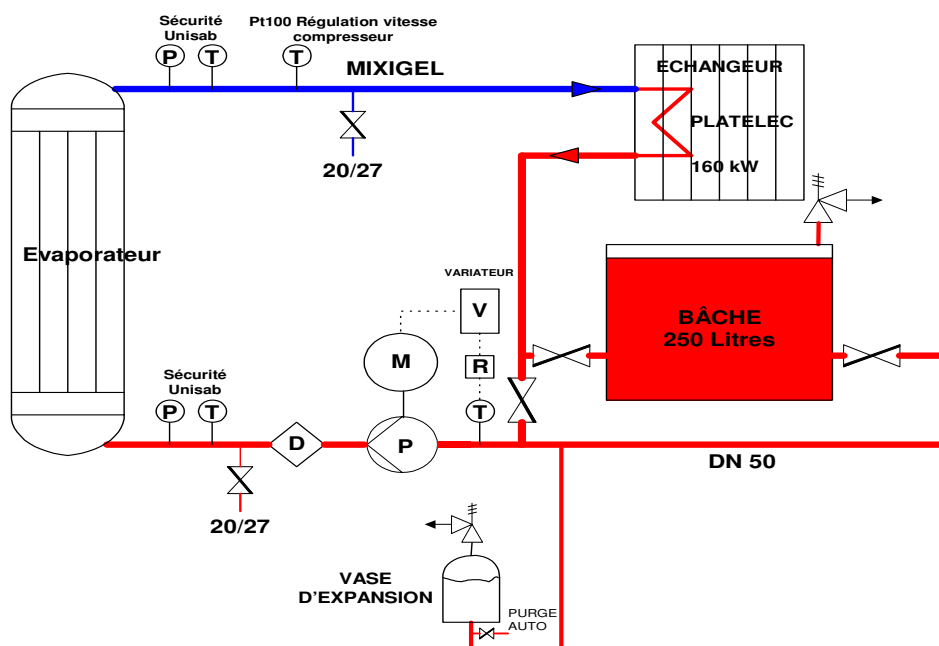 Sécurité
Unisab
Pt100 Régulation vitesse
compresseur
P
T
T
MIXIGEL
ECHANGEUR
PLATELEC
160 kW
20/27
Evaporateur
VARIATEUR
V
BÂCHE
250 Litres
M
R
Sécurité
Unisab
P
T
T
D
P
DN 50
20/27
VASE
D'EXPANSION
PURGE
AUTO